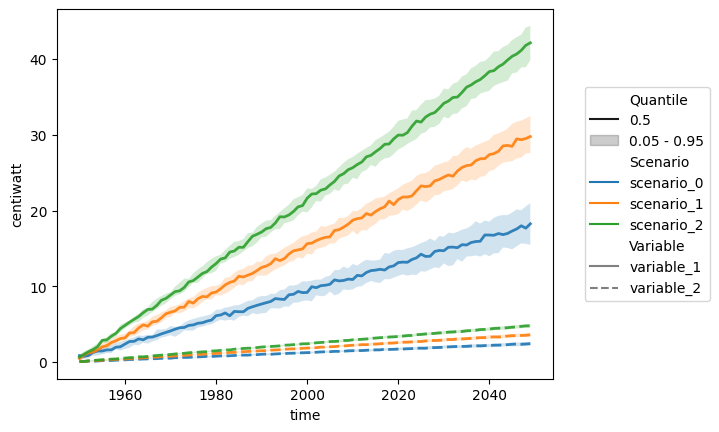 40
30
20
10
0
centiwatt
1960
1980
2000
2020
2040
time
Quantile
0.5
0.05 - 0.95
Scenario
scenario_0
scenario_1
scenario_2
Variable
variable_1
variable_2